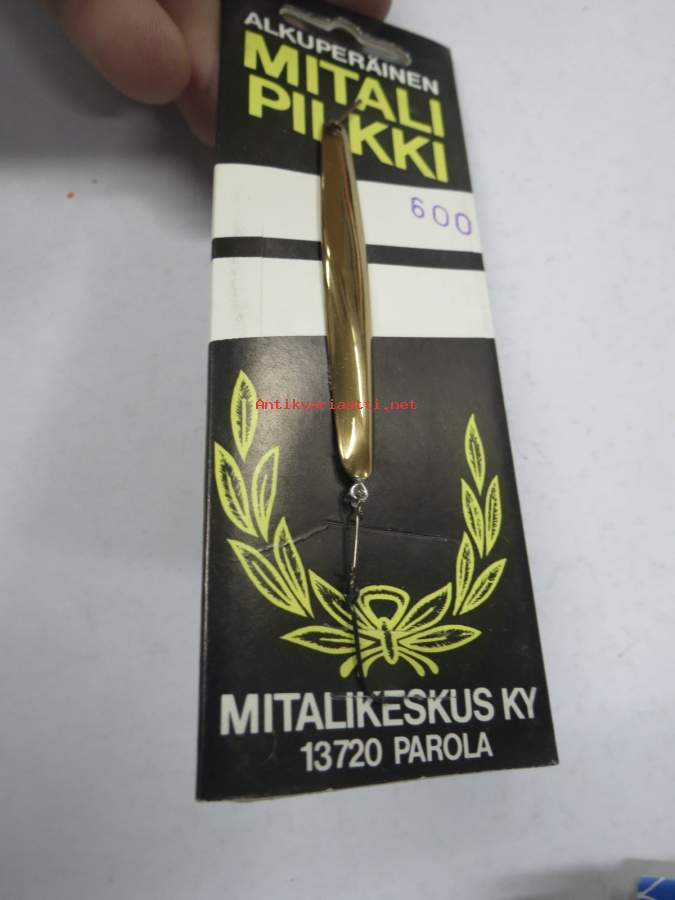 ALKUPERÄINEN
MITALI
PILKKI
600
Antikvariaatti.net
MITALIKESKUS KY
13720 PAROLA